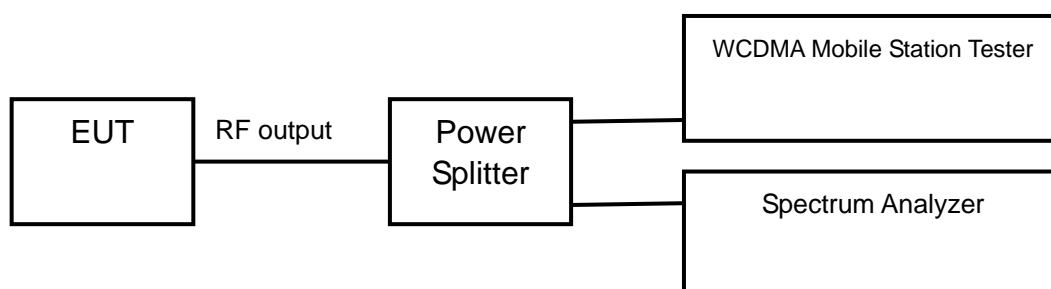 WCDMA Mobile Station Tester
EUT
RF output
Power
Splitter
Spectrum Analyzer